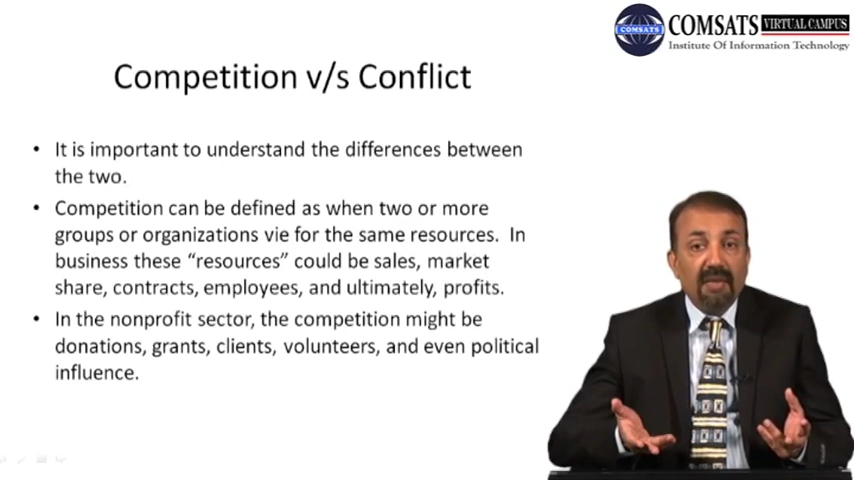 COMSATS
COMSATS VIRTUAL CAMPUS
Institute Of Information Technology
Competition v/s Conflict
• It is important to understand the differences between
the two.
• Competition can be defined as when two or more
groups or organizations vie for the same resources. In
business these “resources” could be sales, market
share, contracts, employees, and ultimately, profits.
• In the nonprofit sector, the competition might be
donations, grants, clients, volunteers, and even political
influence.